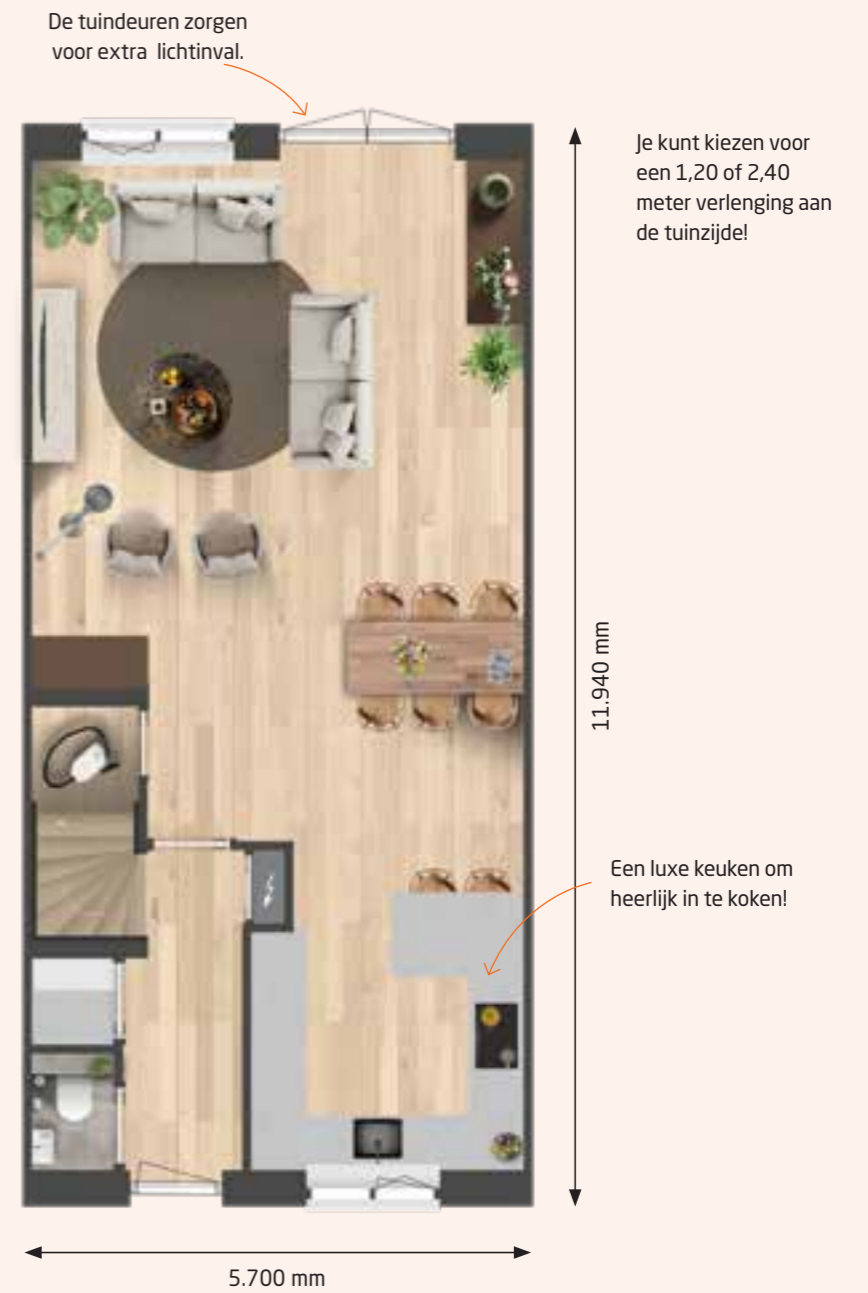 De tuindeuren zorgen
voor extra lichtinval.
Je kunt kiezen voor
een 1,20 of 2,40
meter verlenging aan
de tuinzijde!
11.940 mm
Een luxe keuken om
heerlijk in te koken!
5.700 mm